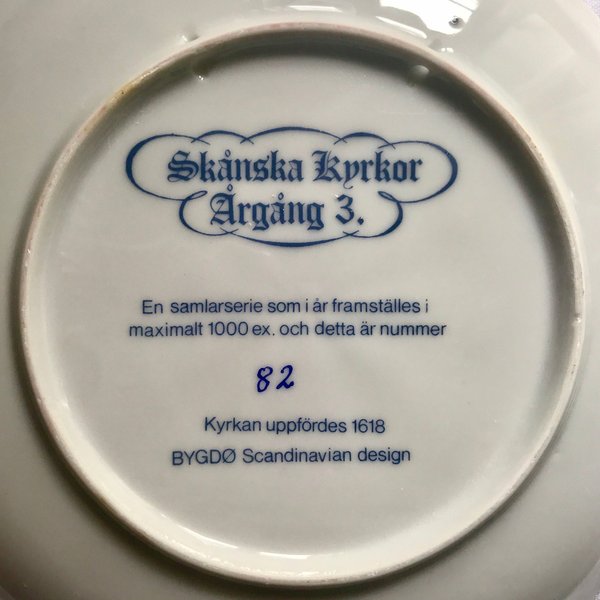 Skånska Kyrkor
Årgång 3.
En samlarserie som i år framställes i
maximalt 1000 ex. och detta är nummer
82
Kyrkan uppfördes 1618
BYGDØ Scandinavian design